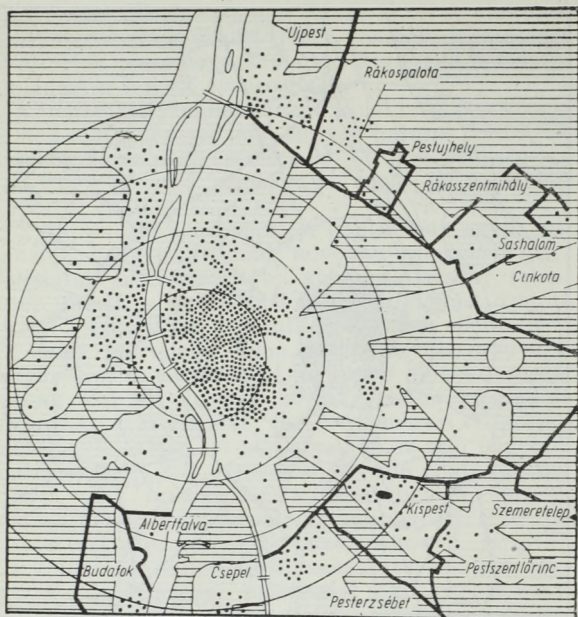 Ujpest
Rákospalota
Pestujhely
Rákosszentmihály
Sashalom
Cinkota
Kispest
Szemeretelep
Albertfalva
Budafok
Csepel
Pestszentlőrinc
Pesterzsébet